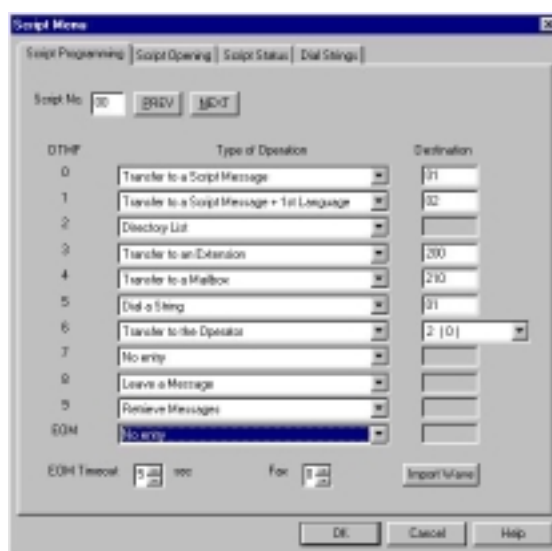 Script Menu
Script Programming Script Opening Script Status Dial Strings
Script No. 00 PREV NEXT
DTMF Type of Operation Destination
0 Transfer to a Script Message 01
1 Transfer to a Script Message + 1st Language 02
2 Directory List
3 Transfer to an Extension 200
4 Transfer to a Mailbox 210
5 Dial a String 01
6 Transfer to the Operator 2 (0)
7 No entry
8 Leave a Message
9 Retrieve Messages
EOM No entry
EOM Timeout 5 sec Fax Import Wave
OK Cancel Help